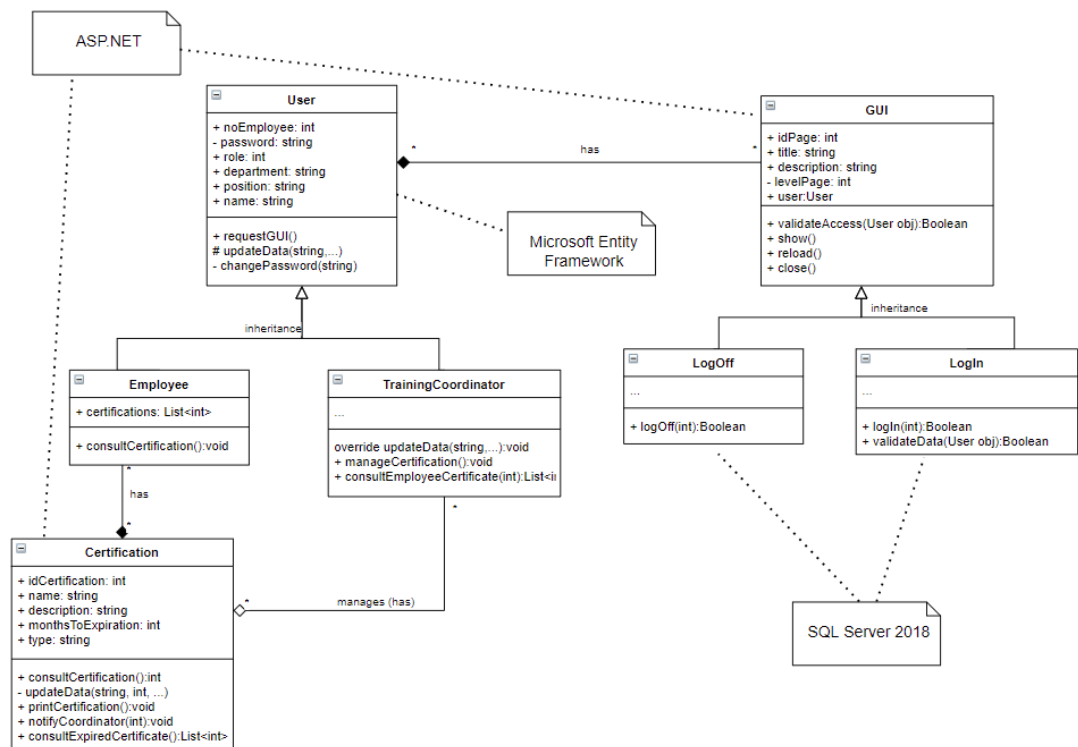 ASP.NET
User
+ noEmployee: int
- password: string
+ role: int
+ department: string
+ position: string
+ name: string
+ requestGUI()
# updateData(string,...)
- changePassword(string)
*
has
*
GUI
+ idPage: int
+ title: string
+ description: string
- levelPage: int
+ user:User
+ validateAccess(User obj):Boolean
+ show()
+ reload()
+ close()
Microsoft Entity
Framework
inheritance
inheritance
Employee
+ certifications: List<int>
+ consultCertification():void
TrainingCoordinator
...
override updateData(string,...):void
+ manageCertification():void
+ consultEmployeeCertificate(int):List<i
LogOff
...
+ logOff(int):Boolean
LogIn
...
+ logIn(int):Boolean
+ validateData(User obj):Boolean
*
has
*
*
Certification
+ idCertification: int
+ name: string
+ description: string
+ monthsToExpiration: int
+ type: string
+ consultCertification():int
- updateData(string, int, ...)
+ printCertification():void
+ notifyCoordinator(int):void
+ consultExpiredCertificate():List<int>
*
manages (has)
SQL Server 2018